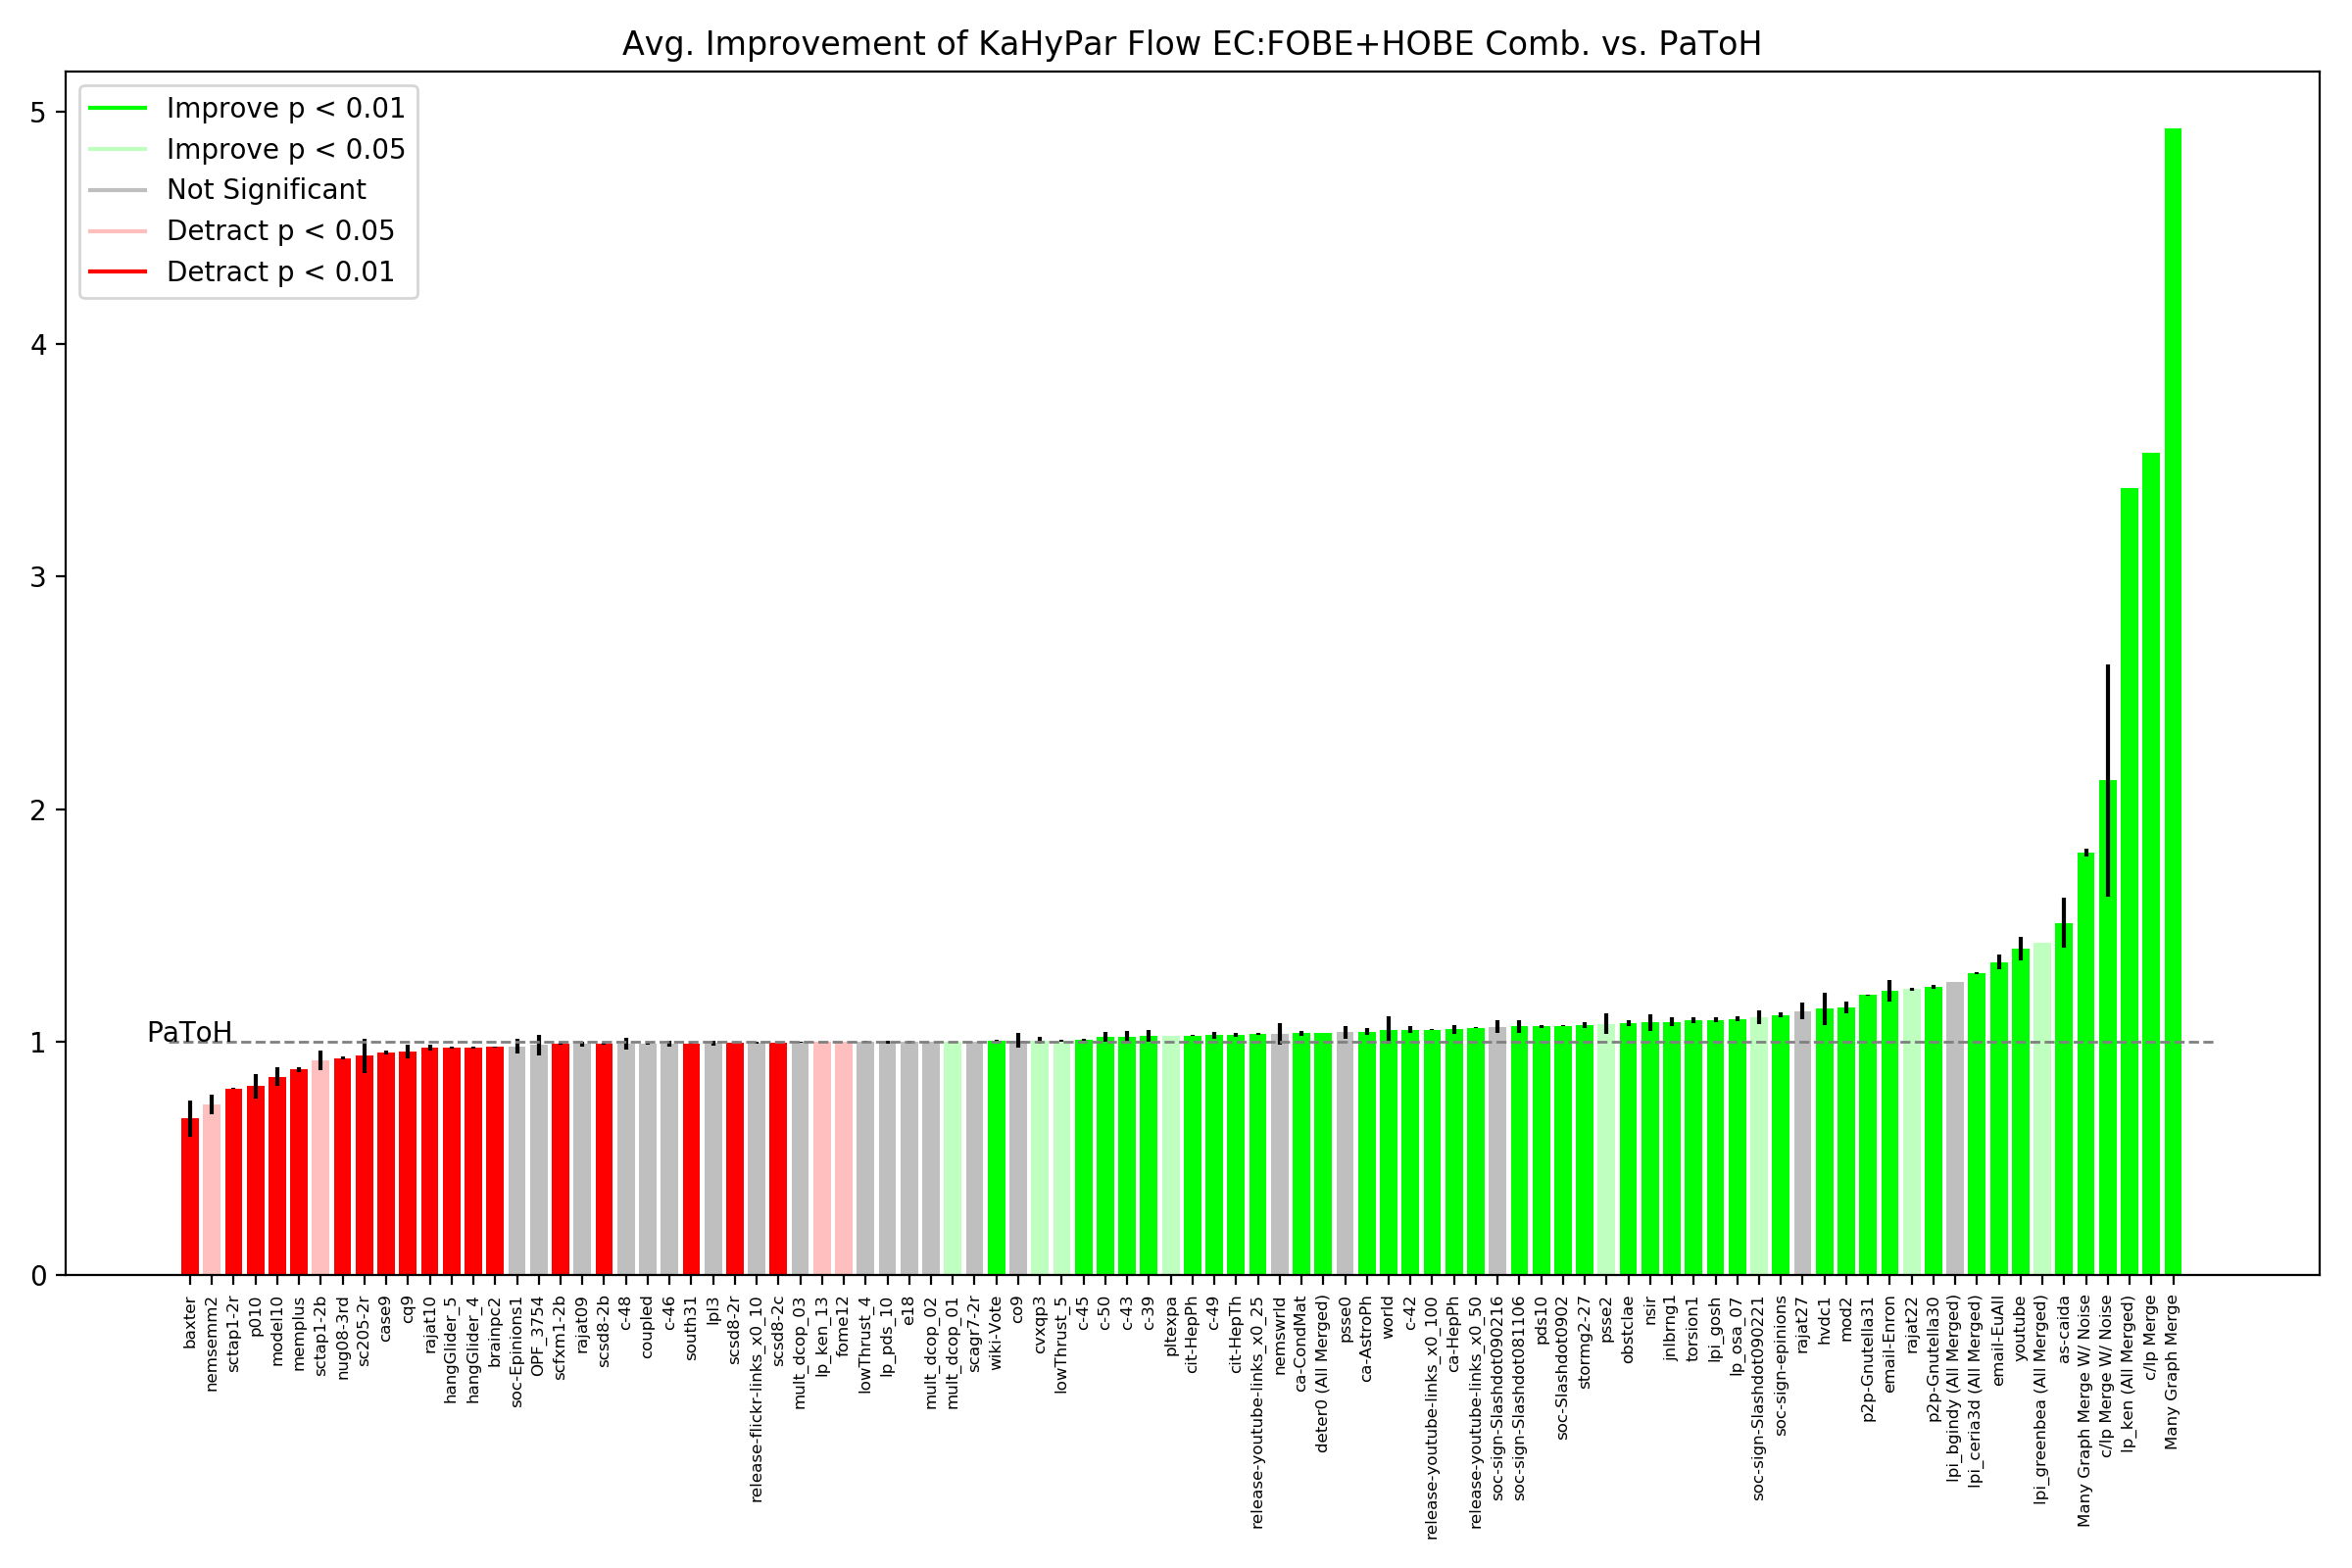 Avg. Improvement of KaHyPar Flow EC:FOBE+HOBE Comb. vs. PaToH
Improve p < 0.01
Improve p < 0.05
Not Significant
Detract p < 0.05
Detract p < 0.01
5
4
3
2
1
0
PaToH
baxter
nemsemm2
sctap1-2r
p010
model10
memplus
sctap1-2b
nug08-3rd
sc205-2r
case9
cq9
rajat10
hangGlider_5
hangGlider_4
brainpc2
soc-Epinions1
OPF_3754
scfxm1-2b
rajat09
scsd8-2b
c-48
coupled
c-46
south31
lpl3
scsd8-2r
release-flickr-links_x0_10
scsd8-2c
mult_dcop_03
lp_ken_13
fome12
lowThrust_4
lp_pds_10
e18
mult_dcop_02
mult_dcop_01
scagr7-2r
wiki-Vote
co9
cvxqp3
lowThrust_5
c-45
c-50
c-43
c-39
pltexpa
cit-HepPh
c-49
cit-HepTh
release-youtube-links_x0_25
nemswrld
ca-CondMat
deter0 (All Merged)
psse0
ca-AstroPh
world
c-42
release-youtube-links_x0_100
ca-HepPh
release-youtube-links_x0_50
soc-sign-Slashdot090216
soc-sign-Slashdot081106
pds10
soc-Slashdot0902
stormg2-27
psse2
obstclae
nsir
jnlbrng1
torsion1
lpi_gosh
lp_osa_07
soc-sign-Slashdot090221
soc-sign-epinions
rajat27
hvdc1
mod2
p2p-Gnutella31
email-Enron
rajat22
p2p-Gnutella30
lpi_bgindy (All Merged)
lpi_ceria3d (All Merged)
email-EuAll
youtube
lpi_greenbea (All Merged)
as-caida
Many Graph Merge W/ Noise
c/lp Merge W/ Noise
lp_ken (All Merged)
c/lp Merge
Many Graph Merge